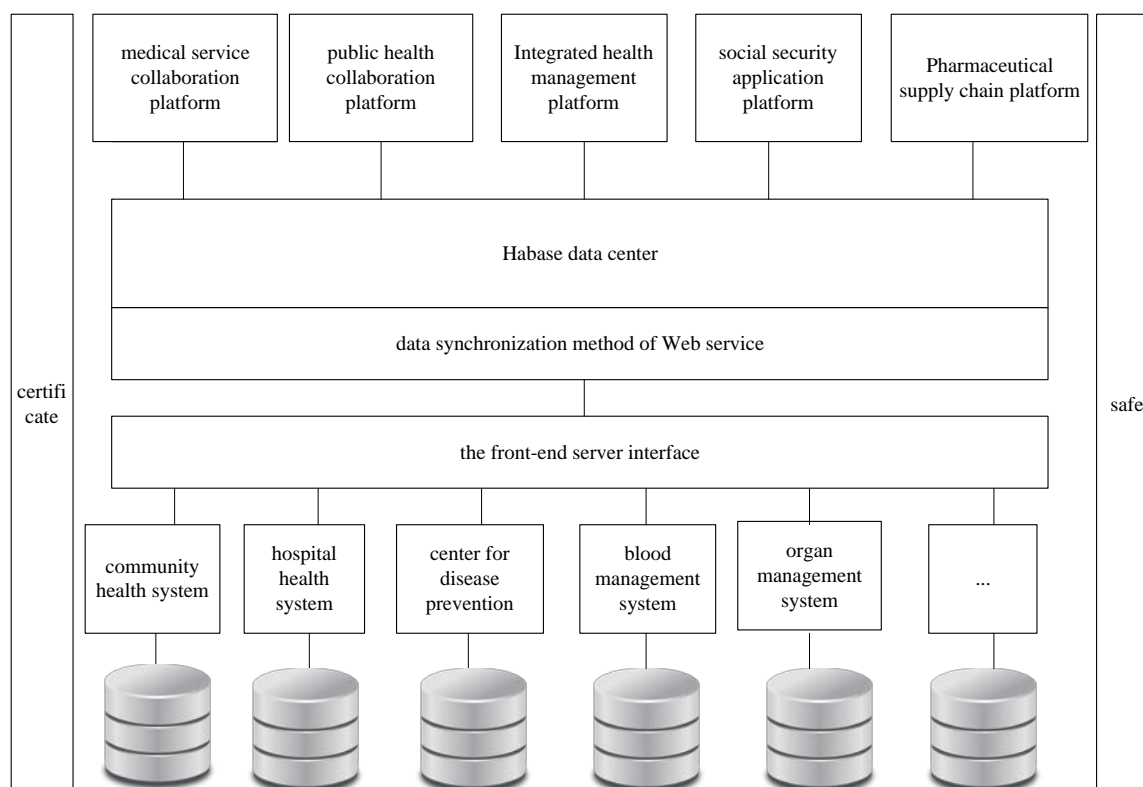 medical service
collaboration
platform
public health
collaboration
platform
Integrated health
management
platform
social security
application
platform
Pharmaceutical
supply chain platform
Habase data center
data synchronization method of Web service
certifi
cate
safe
the front-end server interface
community
health system
hospital
health
system
center for
disease
prevention
blood
management
system
organ
management
system
...